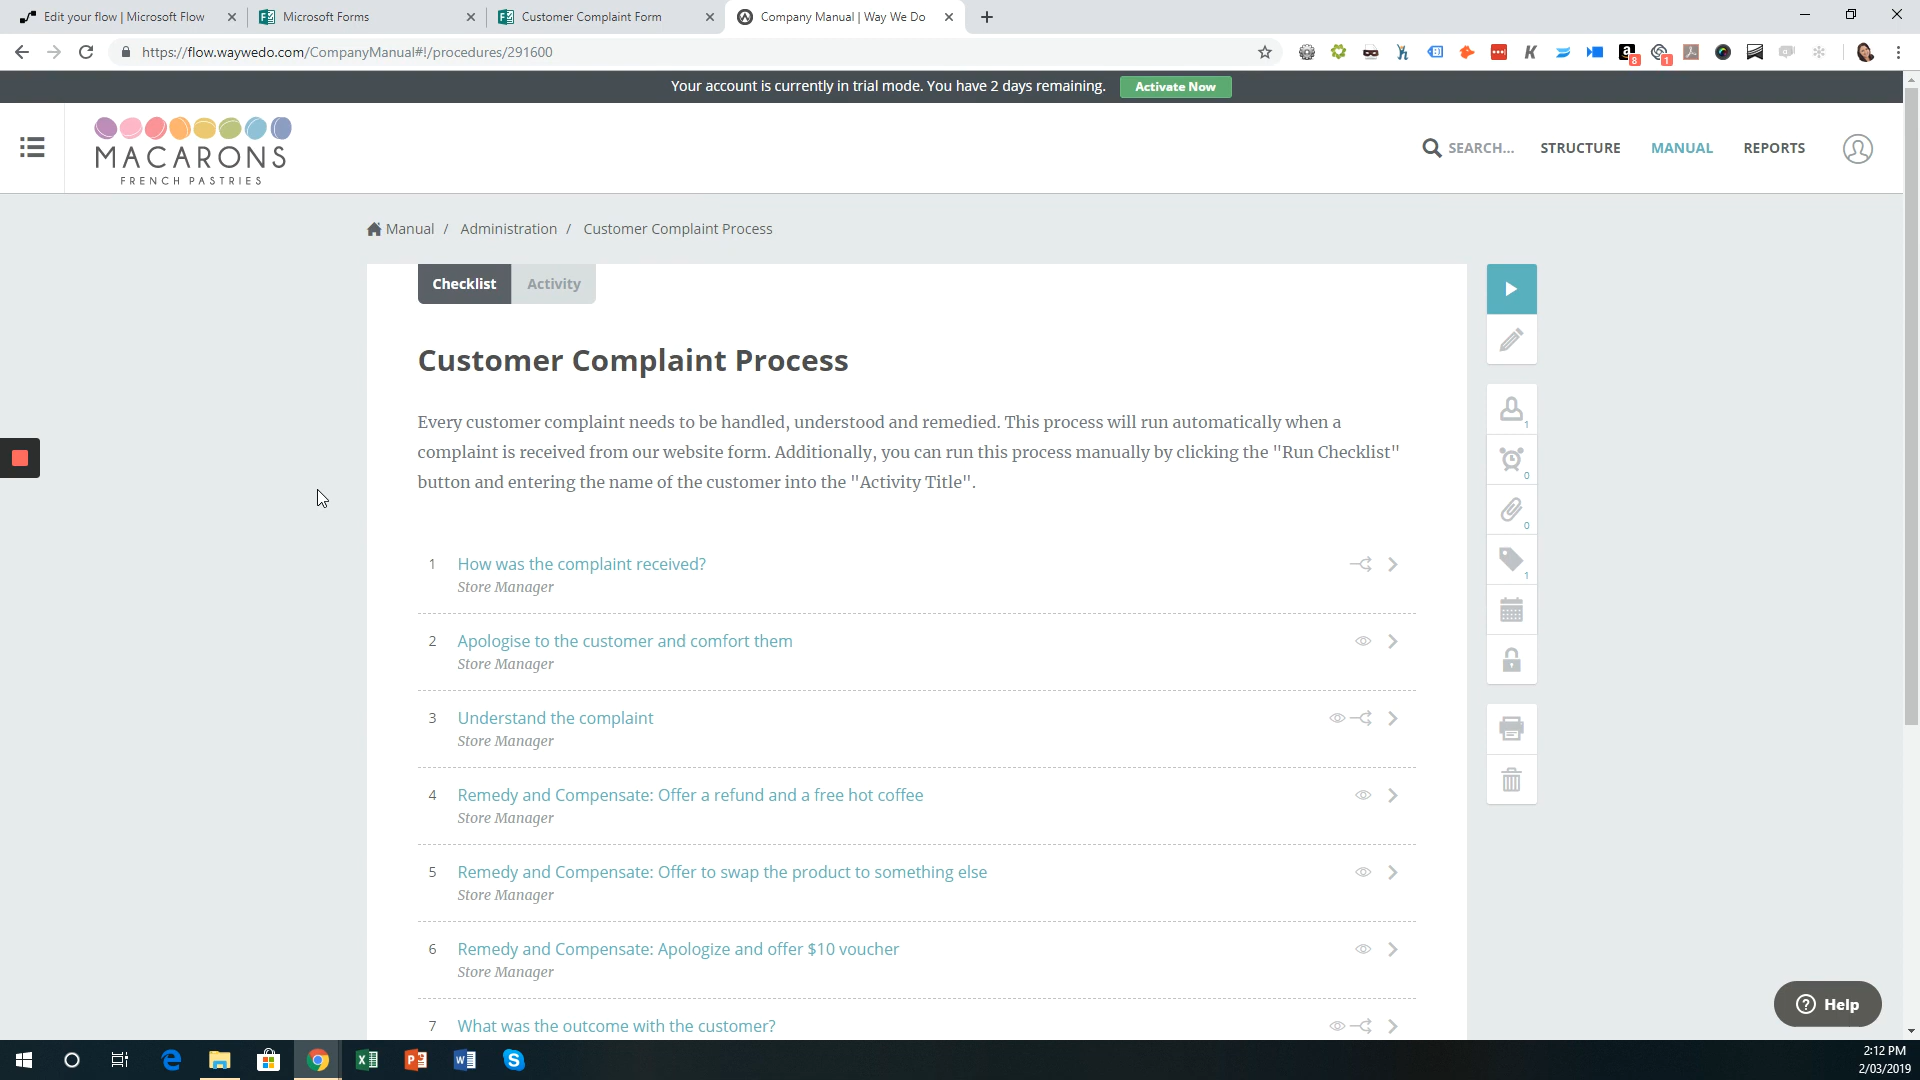 Edit your flow | Microsoft Flow
Microsoft Forms
Customer Complaint Form
Company Manual | Way We Do
https://flow.waywedo.com/CompanyManual#!/procedures/291600
8
1
Your account is currently in trial mode. You have 2 days remaining.
Activate Now
MACARONS
FRENCH PASTRIES
SEARCH...
STRUCTURE
MANUAL
REPORTS
Manual / Administration / Customer Complaint Process
Checklist
Activity
Customer Complaint Process
Every customer complaint needs to be handled, understood and remedied. This process will run automatically when a
complaint is received from our website form. Additionally, you can run this process manually by clicking the "Run Checklist"
button and entering the name of the customer into the "Activity Title".
1
0
0
1
1 How was the complaint received?
Store Manager
2 Apologise to the customer and comfort them
Store Manager
3 Understand the complaint
Store Manager
4 Remedy and Compensate: Offer a refund and a free hot coffee
Store Manager
5 Remedy and Compensate: Offer to swap the product to something else
Store Manager
6 Remedy and Compensate: Apologize and offer $10 voucher
Store Manager
7 What was the outcome with the customer?
Help
2:12 PM
2/03/2019